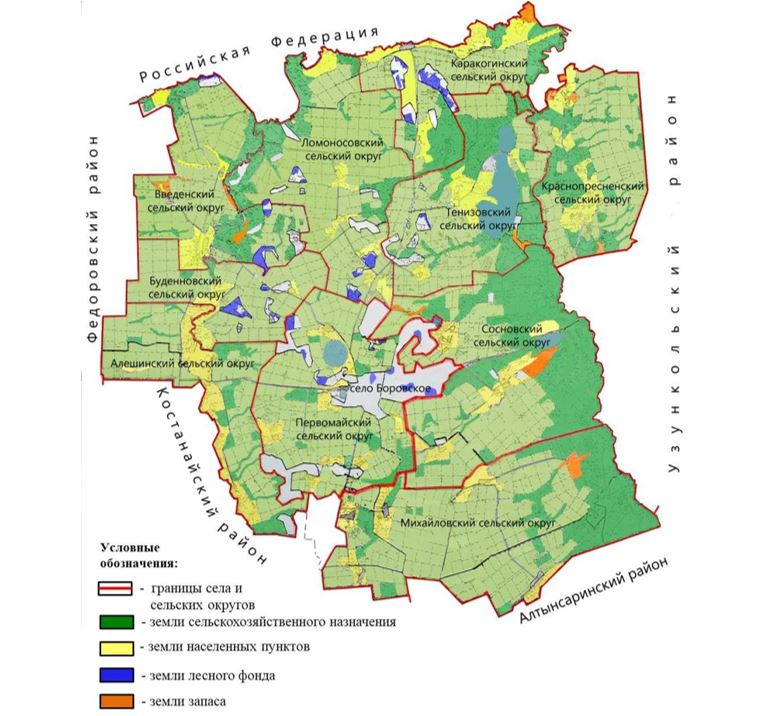 Российская Федерация
Каракогинский
сельский округ
Ломоносовский
сельский округ
Федоровский район
Введенский
сельский округ
Тенизовский
сельский округ
Краснопресненский
сельский округ
Узункольский район
Буденновский
сельский округ
Сосновский
сельский округ
Алешинский сельский округ
село Боровское
Первомайский
сельский округ
Костанайский район
Михайловский сельский округ
Алтынсаринский район
Условные
обозначения:
- границы села и
сельских округов
- земли сельскохозяйственного назначения
- земли населенных пунктов
- земли лесного фонда
- земли запаса